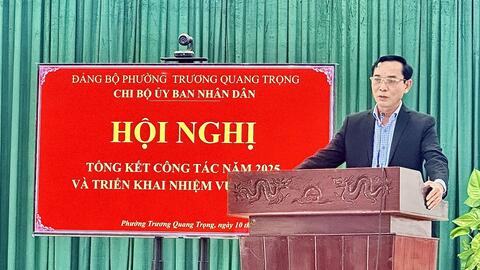 ĐẢNG BỘ PHƯỜNG TRƯƠNG QUANG TRỌNG
CHI BỘ ỦY BAN NHÂN DÂN
HỘI NGHỊ
TỔNG KẾT CÔNG TÁC NĂM 2025
VÀ TRIỂN KHAI NHIỆM VỤ
Phường Trương Quang Trọng, ngày 10